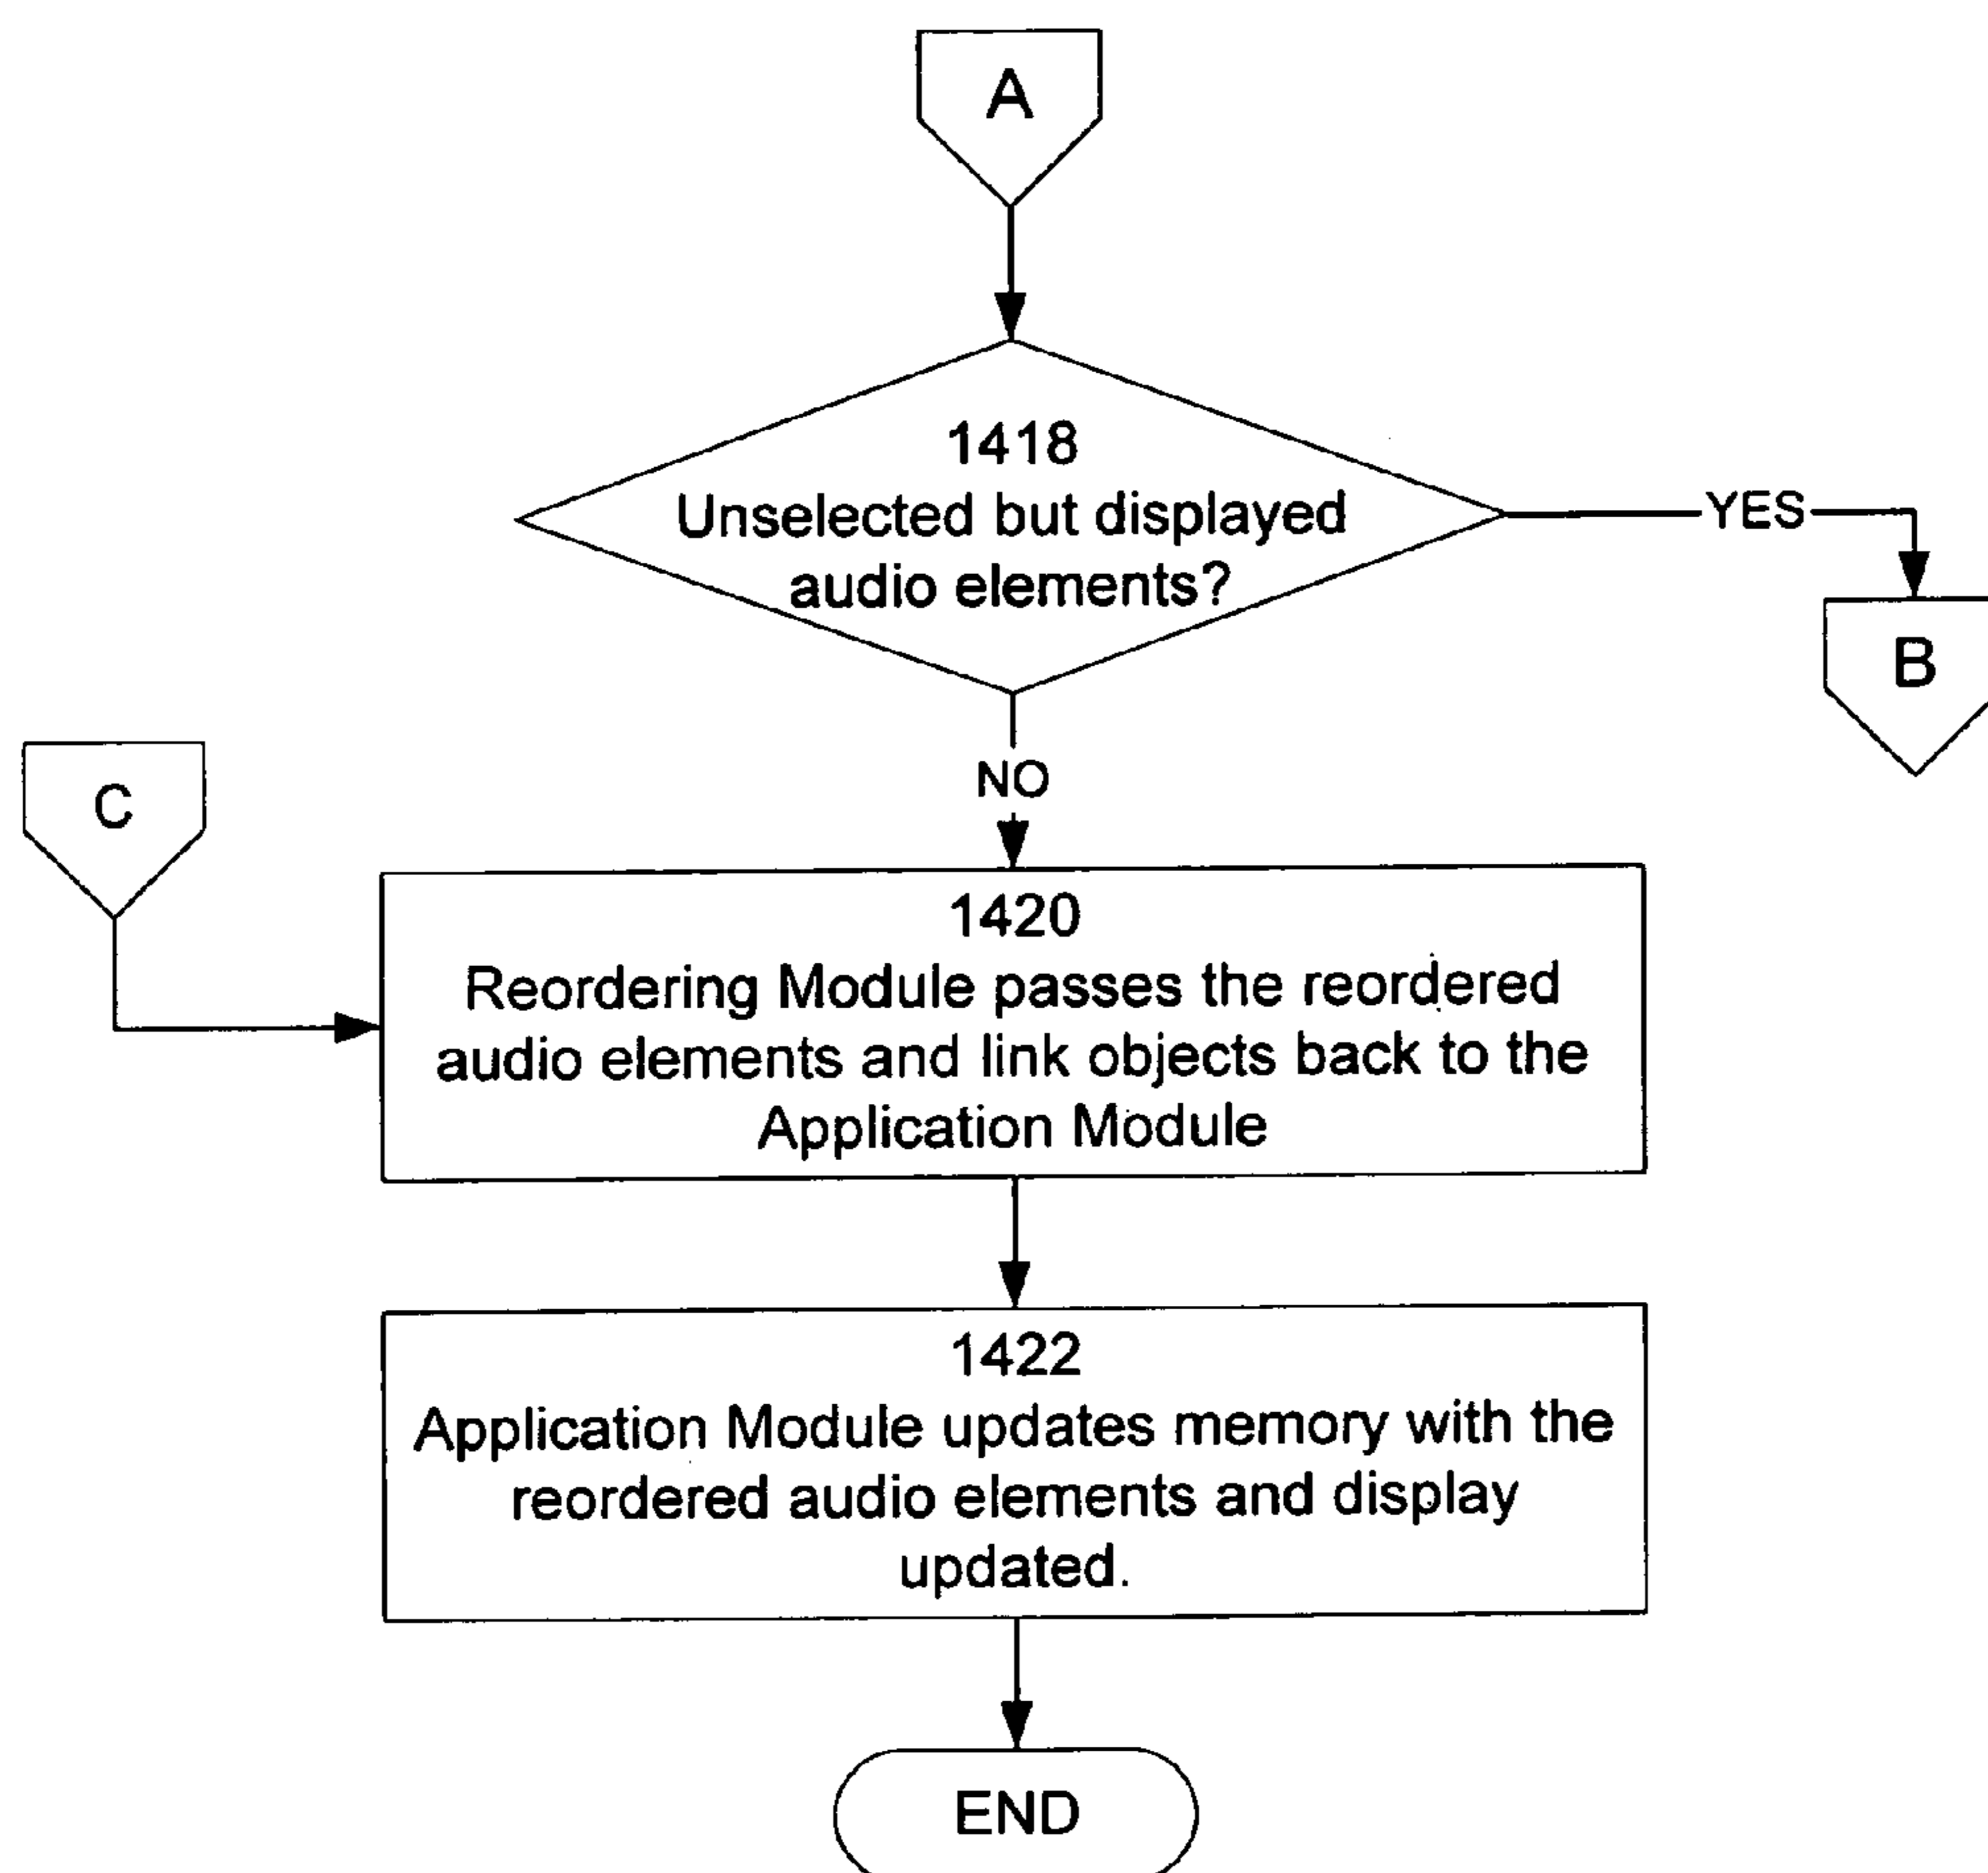 A
1418
Unselected but displayed
audio elements?
YES
B
NO
C
1420
Reordering Module passes the reordered
audio elements and link objects back to the
Application Module
1422
Application Module updates memory with the
reordered audio elements and display
updated.
END